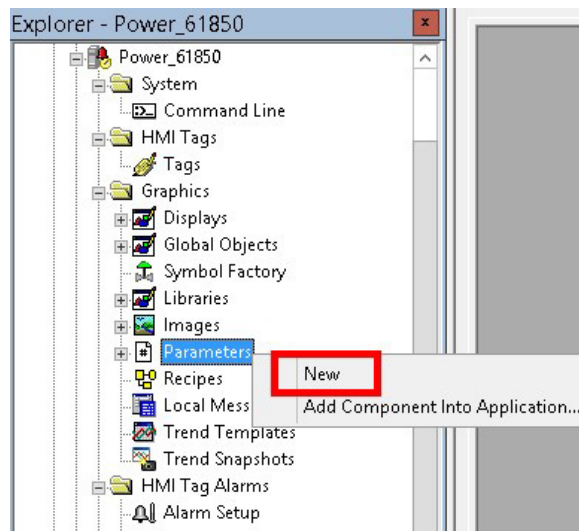 Explorer - Power_61850
x
Power_61850
System
Command Line
HMI Tags
Tags
Graphics
Displays
Global Objects
Symbol Factory
Libraries
Images
# Parameters
New
Recipes
Local Mess
Add Component Into Application...
Trend Templates
Trend Snapshots
HMI Tag Alarms
Alarm Setup